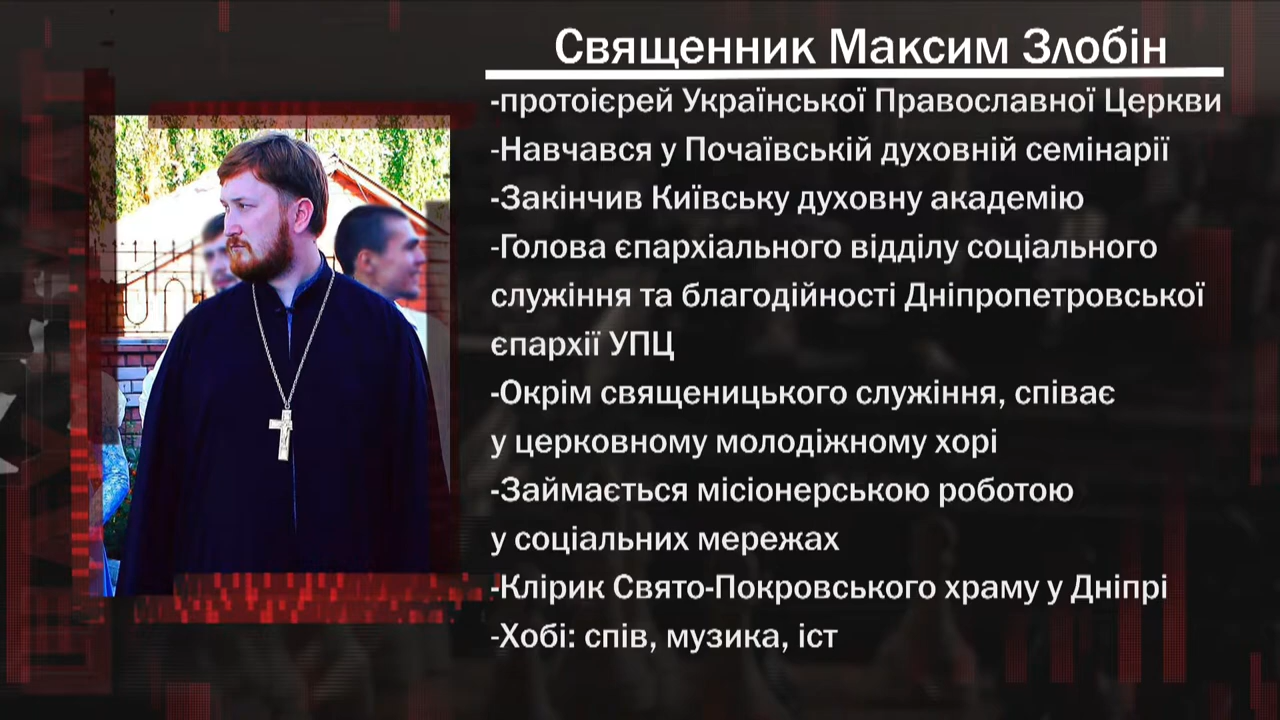 Священник Максим Злобін
-протоієрей Української Православної Церкви
-Навчався у Почаївській духовній семінарії
-Закінчив Київську духовну академію
-Голова єпархіального відділу соціального
служіння та благодійності Дніпропетровської
єпархії УПЦ
-Окрім священицького служіння, співає
у церковному молодіжному хорі
-Займається місіонерською роботою
у соціальних мережах
-Клірик Свято-Покровського храму у Дніпрі
-Хобі: спів, музика, іст